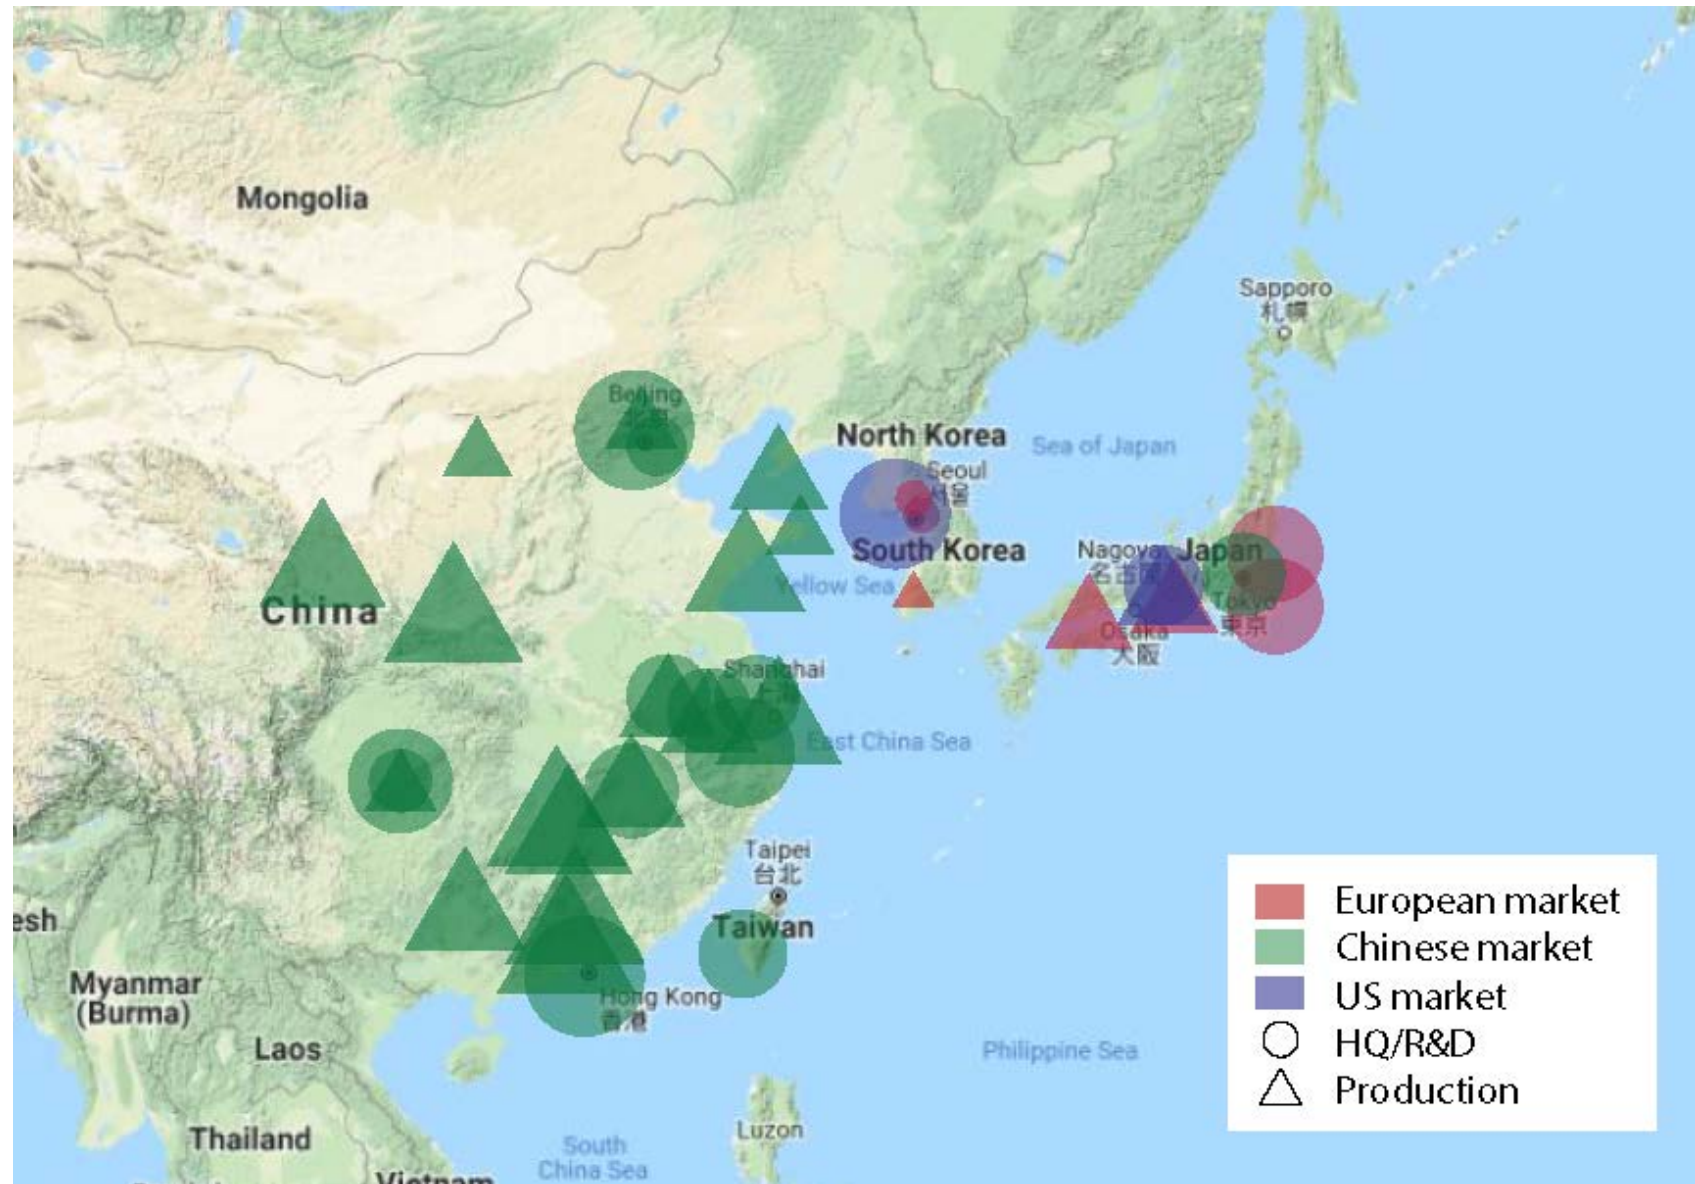 Mongolia
Sapporo
札幌
Beijing
North Korea
Sea of Japan
Seoul
서울
South Korea
Nagoya
Japan
China
Yellow Sea
Tokyo
東京
Osaka
大阪
Shanghai
East China Sea
Taipei
台北
Taiwan
esh
Myanmar
(Burma)
Hong Kong
香港
Laos
Philippine Sea
Thailand
South
China Sea
Luzon
Vietnam
European market
Chinese market
US market
HQ/R&D
Production